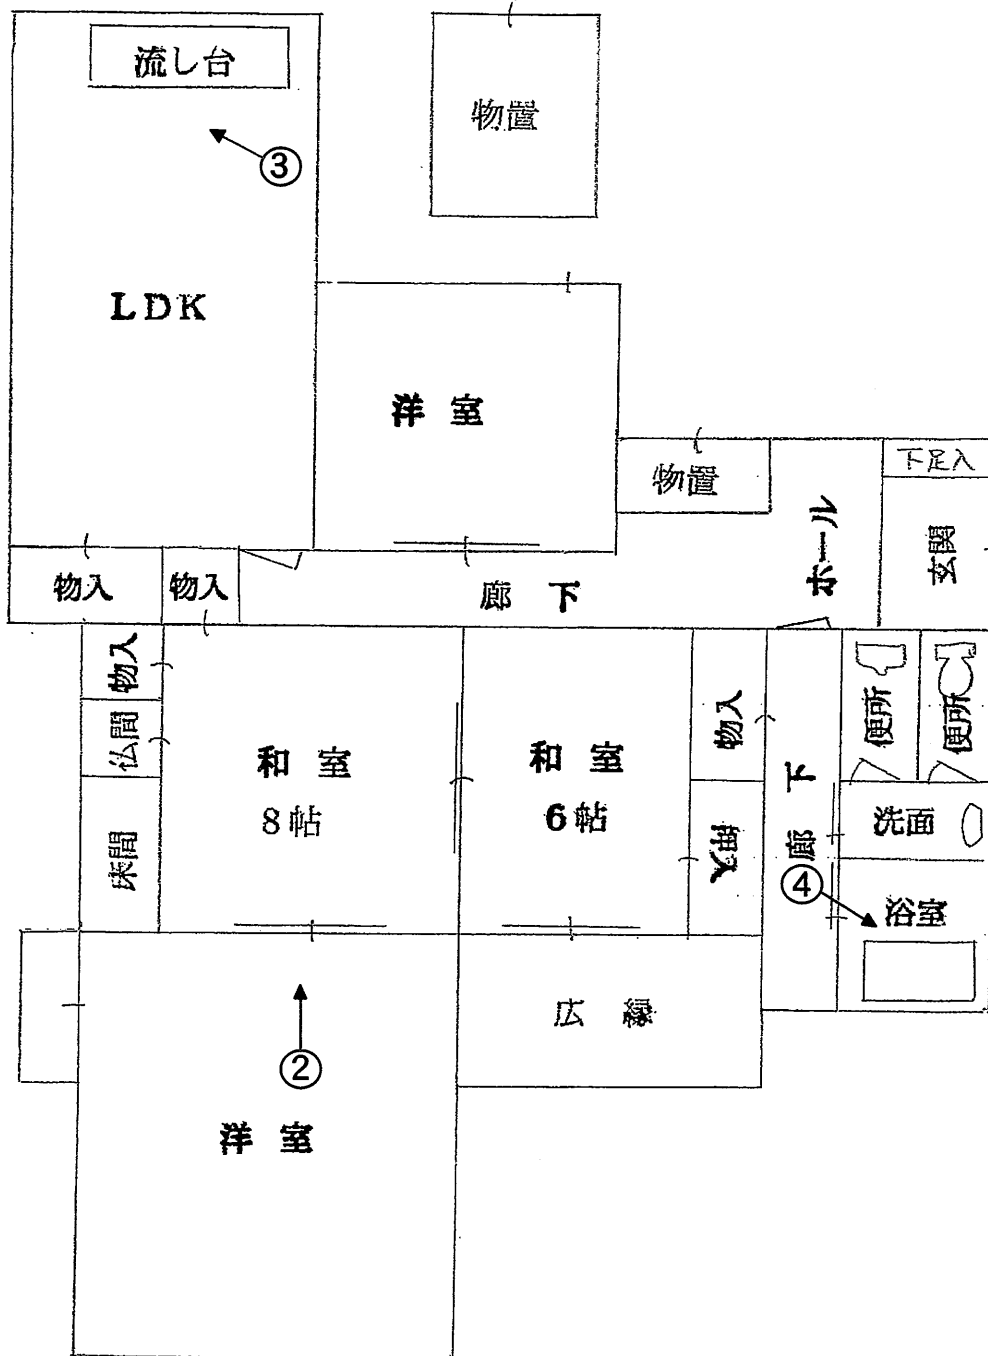 流し台
物置
③
LDK
洋室
下足入
物置
ホール
玄関
物入
物入
廊下
物入
仏間
床間
和室
8帖
和室
6帖
物入
物入
廊下
便所
便所
洗面
④
浴室
広縁
②
洋室